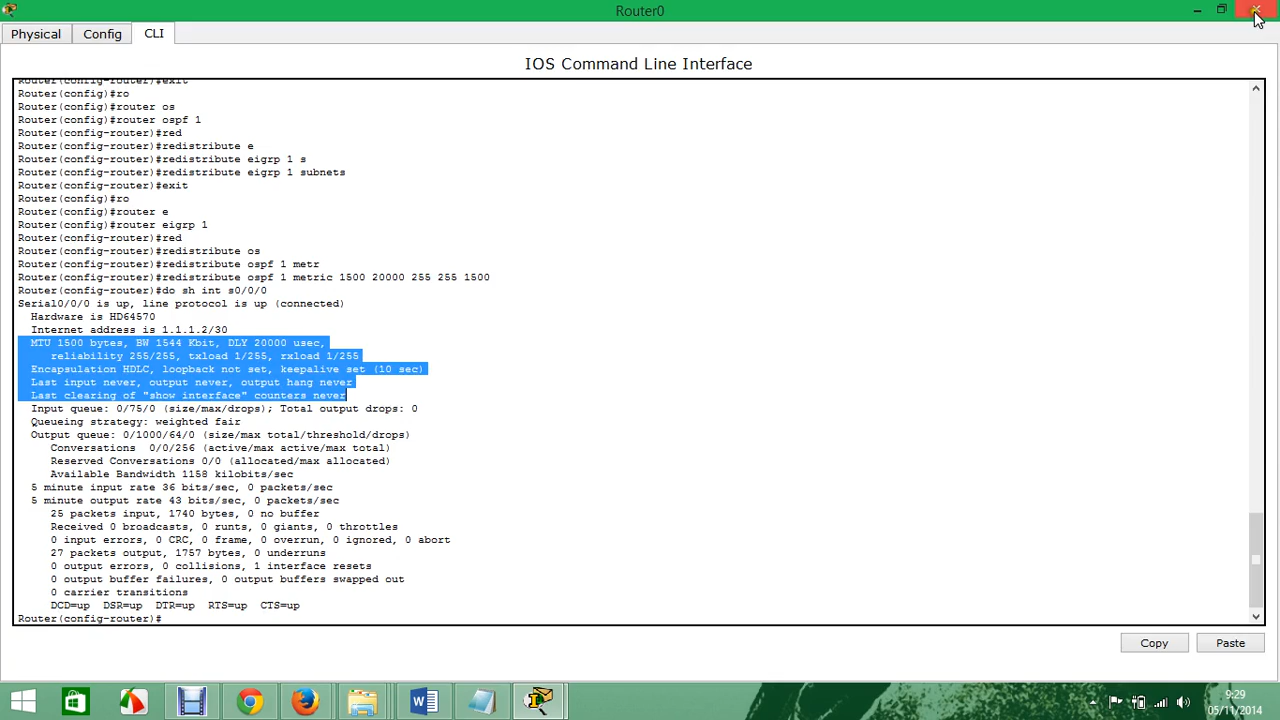 Router0
Physical
Config
CLI
IOS Command Line Interface
Router(config-router)#exit
Router(config)#ro
Router(config)#router os
Router(config)#router ospf 1
Router(config-router)#red
Router(config-router)#redistribute e
Router(config-router)#redistribute eigrp 1 s
Router(config-router)#redistribute eigrp 1 subnets
Router(config-router)#exit
Router(config)#ro
Router(config)#router e
Router(config)#router eigrp 1
Router(config-router)#red
Router(config-router)#redistribute os
Router(config-router)#redistribute ospf 1 metr
Router(config-router)#redistribute ospf 1 metric 1500 20000 255 255 1500
Router(config-router)#do sh int s0/0/0
Serial0/0/0 is up, line protocol is up (connected)
Hardware is HD64570
Internet address is 1.1.1.2/30
MTU 1500 bytes, BW 1544 Kbit, DLY 20000 usec,
reliability 255/255, txload 1/255, rxload 1/255
Encapsulation HDLC, loopback not set, keepalive set (10 sec)
Last input never, output never, output hang never
Last clearing of "show interface" counters never
Input queue: 0/75/0 (size/max/drops); Total output drops: 0
Queueing strategy: weighted fair
Output queue: 0/1000/64/0 (size/max total/threshold/drops)
Conversations  0/0/256 (active/max active/max total)
Reserved Conversations 0/0 (allocated/max allocated)
Available Bandwidth 1158 kilobits/sec
5 minute input rate 36 bits/sec, 0 packets/sec
5 minute output rate 43 bits/sec, 0 packets/sec
25 packets input, 1740 bytes, 0 no buffer
Received 0 broadcasts, 0 runts, 0 giants, 0 throttles
0 input errors, 0 CRC, 0 frame, 0 overrun, 0 ignored, 0 abort
27 packets output, 1757 bytes, 0 underruns
0 output errors, 0 collisions, 1 interface resets
0 output buffer failures, 0 output buffers swapped out
0 carrier transitions
DCD=up  DSR=up  DTR=up  RTS=up  CTS=up
Router(config-router)#
Copy
Paste
9:29
05/11/2014